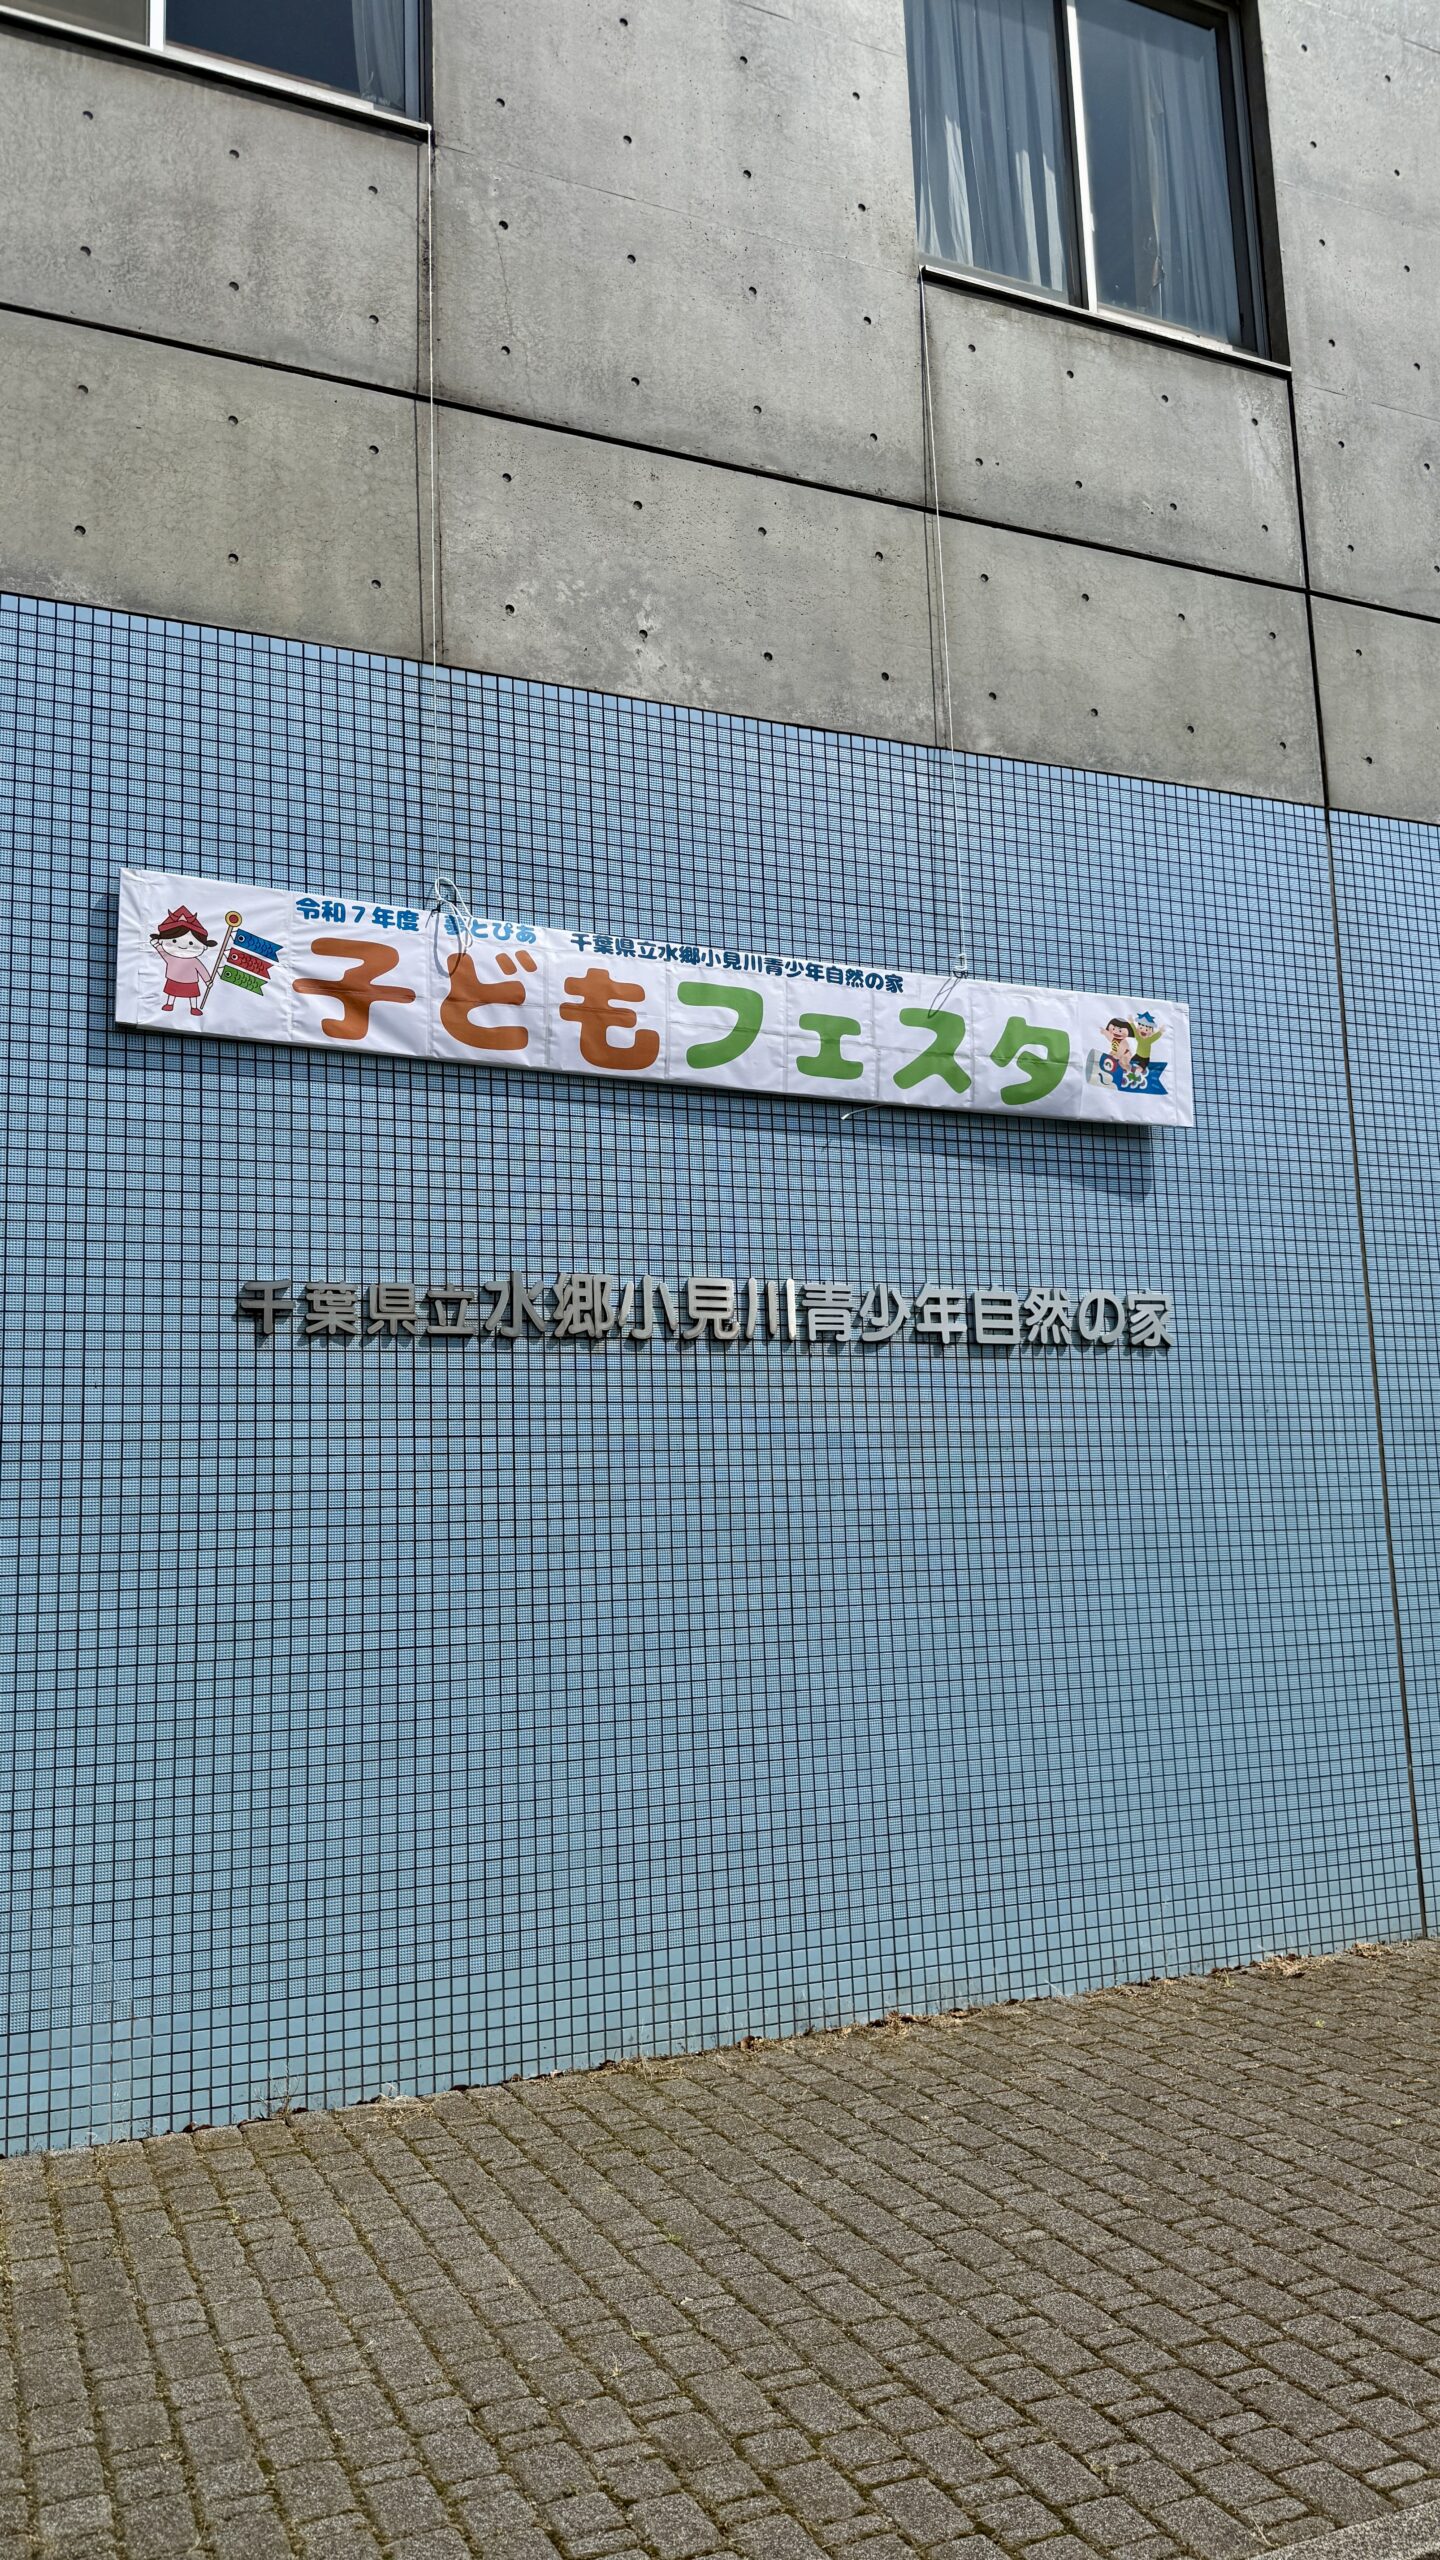 令和7年度 夢とぴあ 千葉県立水郷小見川青少年自然の家
子どもフェスタ
千葉県立水郷小見川青少年自然の家